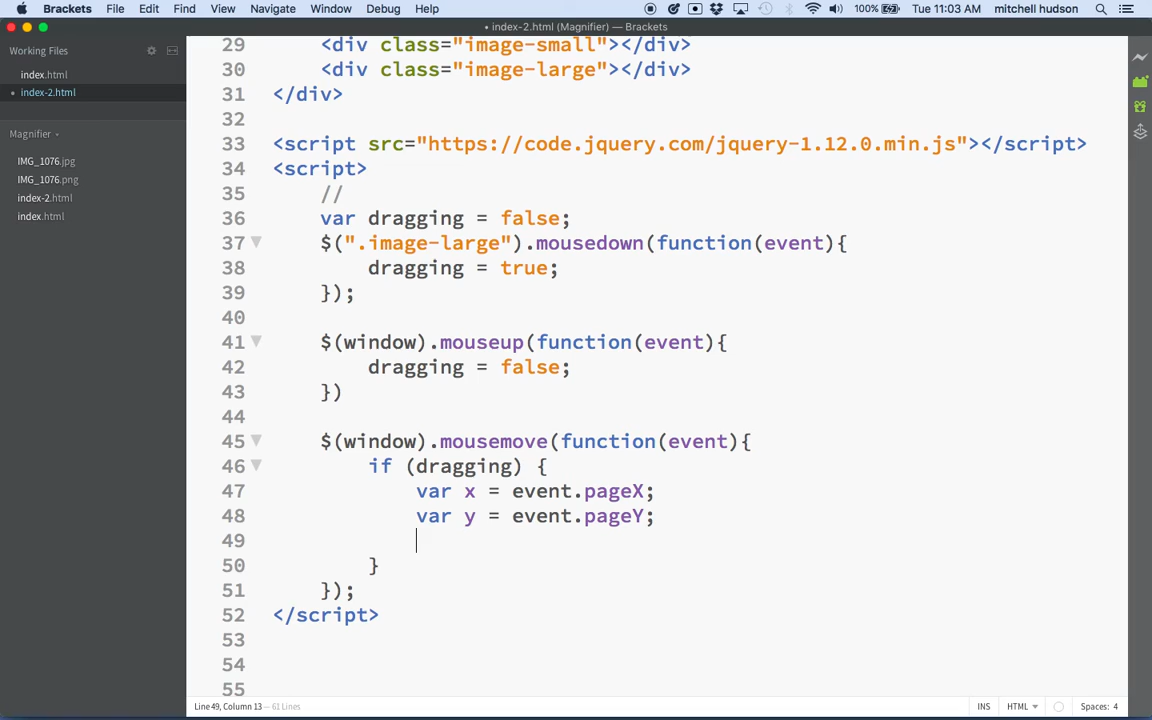 Brackets File Edit Find View Navigate Window Debug Help 100% Tue 11:03 AM mitchell hudson
• index-2.html (Magnifier) — Brackets
Working Files
index.html
• index-2.html
Magnifier
IMG_1076.jpg
IMG_1076.png
index-2.html
index.html
29 <div class="image-small"></div>
30 <div class="image-large"></div>
31 </div>
32
33 <script src="https://code.jquery.com/jquery-1.12.0.min.js"></script>
34 <script>
35 //
36 var dragging = false;
37 $(".image-large").mousedown(function(event){
38 dragging = true;
39 });
40
41 $(window).mouseup(function(event){
42 dragging = false;
43 })
44
45 $(window).mousemove(function(event){
46 if (dragging) {
47 var x = event.pageX;
48 var y = event.pageY;
49
50 }
51 });
52 </script>
53
54
55
Line 49, Column 13 — 61 Lines INS HTML Spaces: 4